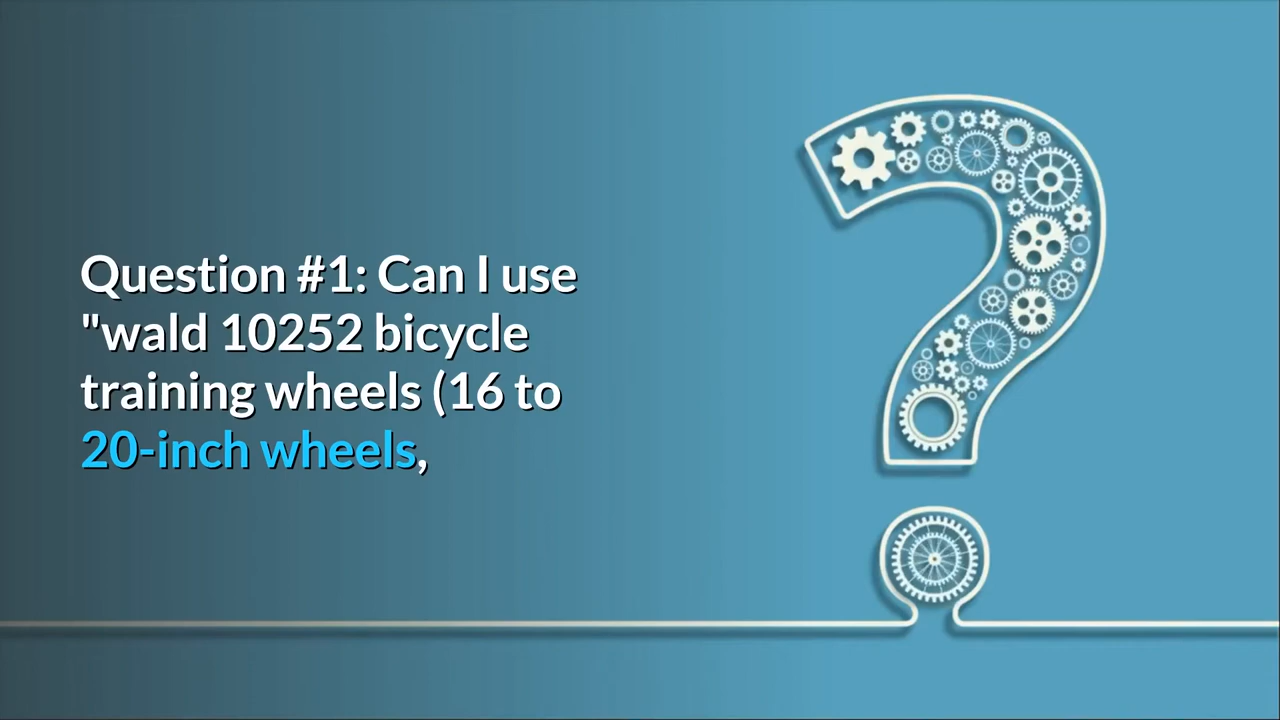 Question #1: Can I use
"wald 10252 bicycle
training wheels (16 to
20-inch wheels,